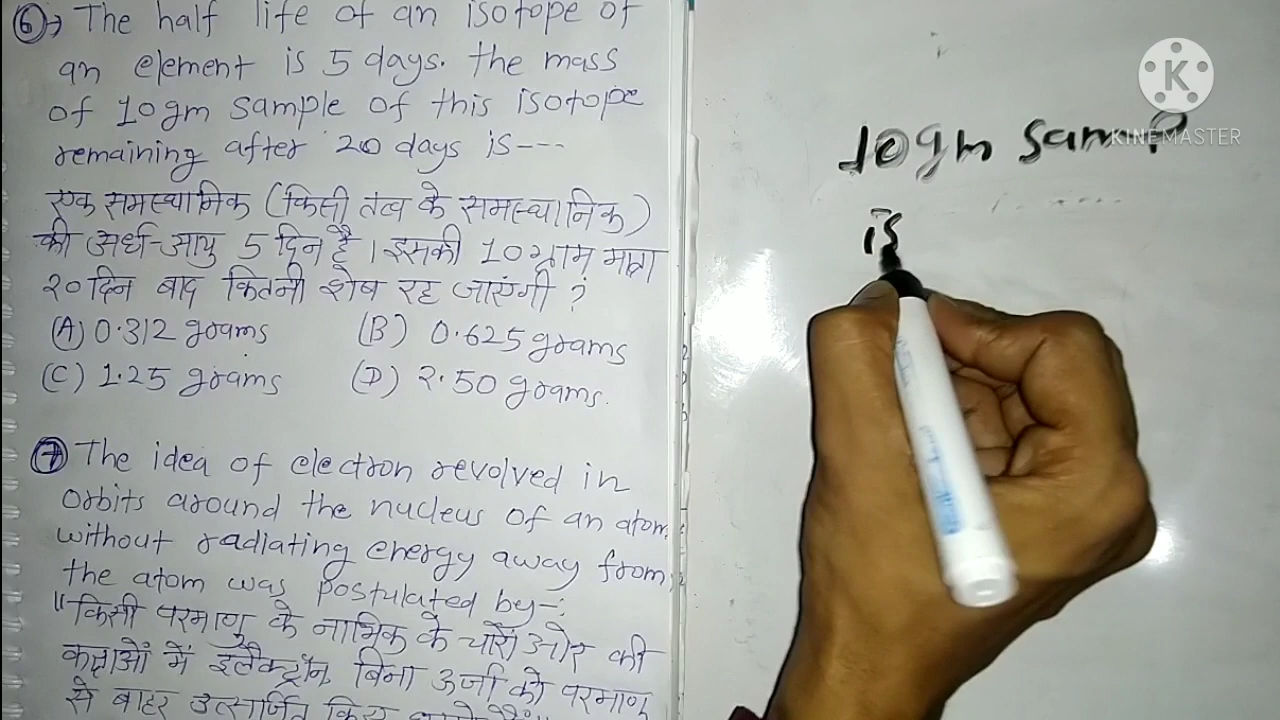 ⑥→ The half life of an isotope of
an element is 5 days. the mass
of 10gm sample of this isotope
remaining after 20 days is---
एक समस्थानिक (किसी तत्व के समस्थानिक)
की अर्ध-आयु 5 दिन है। इसकी 10 ग्राम मात्रा
२० दिन बाद कितनी शेष रह जाएंगी ?
(A) 0.312 grams (B) 0.625 grams
(C) 1.25 grams (D) 2.50 grams.
⑦ The idea of electron revolved in
orbits around the nucleus of an atom
without radiating energy away from
the atom was postulated by-:
"किसी परमाणु के नाभिक के चारों ओर की
कक्षाओं में इलैक्ट्रॉन बिना ऊर्जा को परमाणु
से बाहर उत्सर्जित किए
10gm
is
K
KINEMASTER